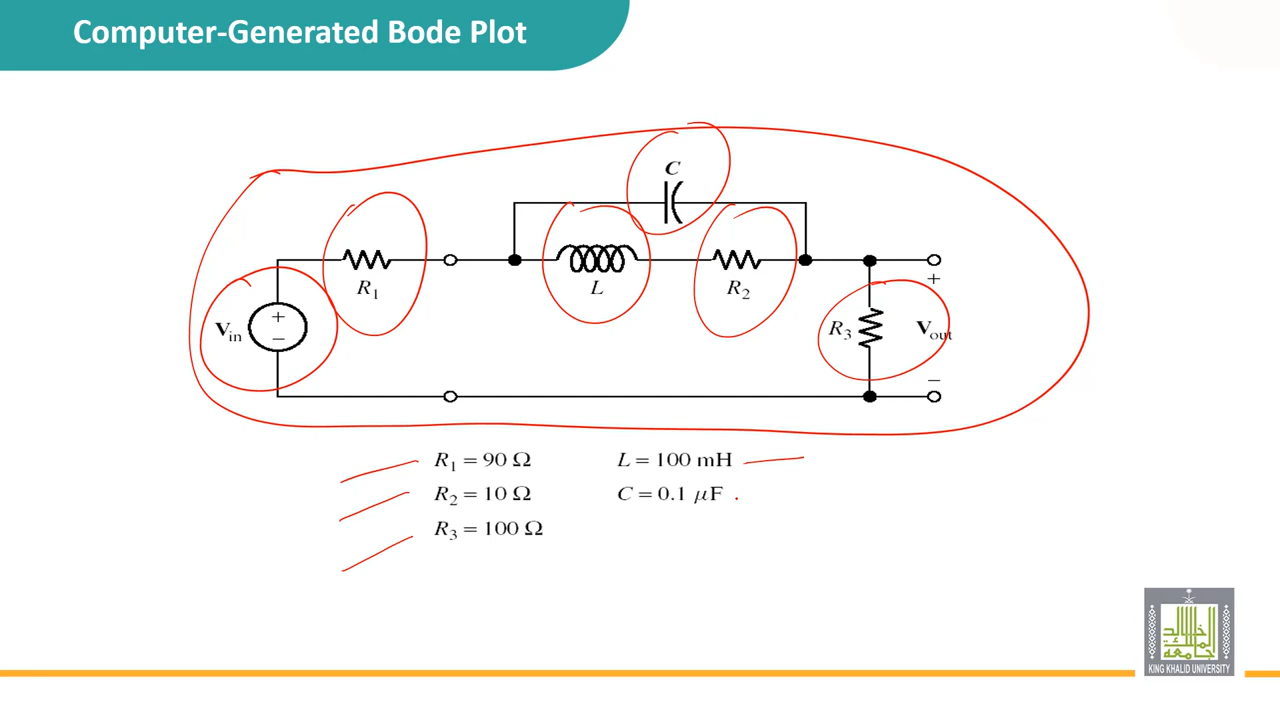 Computer-Generated Bode Plot
C
R₁
L
R₂
+
−
Vin
R₃
+
Vout
−
R₁ = 90 Ω
L = 100 mH
R₂ = 10 Ω
C = 0.1 μF
R₃ = 100 Ω
KING KHALID UNIVERSITY